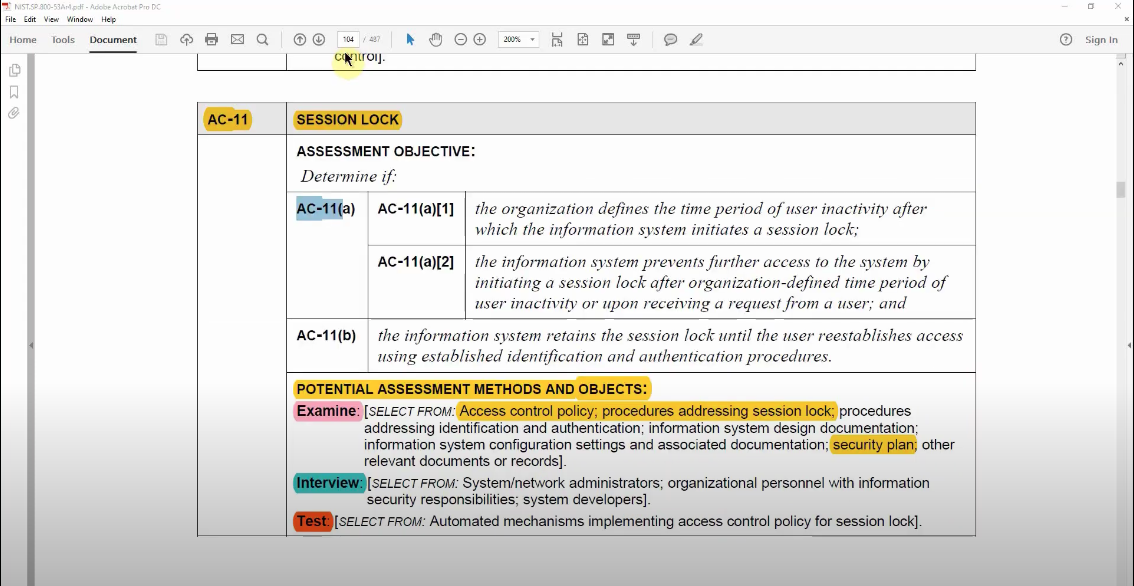 NIST.SP.800-53Ar4.pdf - Adobe Acrobat Pro DC
File Edit View Window Help
Home Tools Document 104 / 487 200% Sign In
control].
AC-11 SESSION LOCK
ASSESSMENT OBJECTIVE:
Determine if:
AC-11(a) AC-11(a)[1] the organization defines the time period of user inactivity after
which the information system initiates a session lock;
AC-11(a)[2] the information system prevents further access to the system by
initiating a session lock after organization-defined time period of
user inactivity or upon receiving a request from a user; and
AC-11(b) the information system retains the session lock until the user reestablishes access
using established identification and authentication procedures.
POTENTIAL ASSESSMENT METHODS AND OBJECTS:
Examine: [SELECT FROM: Access control policy; procedures addressing session lock; procedures
addressing identification and authentication; information system design documentation;
information system configuration settings and associated documentation; security plan; other
relevant documents or records].
Interview: [SELECT FROM: System/network administrators; organizational personnel with information
security responsibilities; system developers].
Test: [SELECT FROM: Automated mechanisms implementing access control policy for session lock].